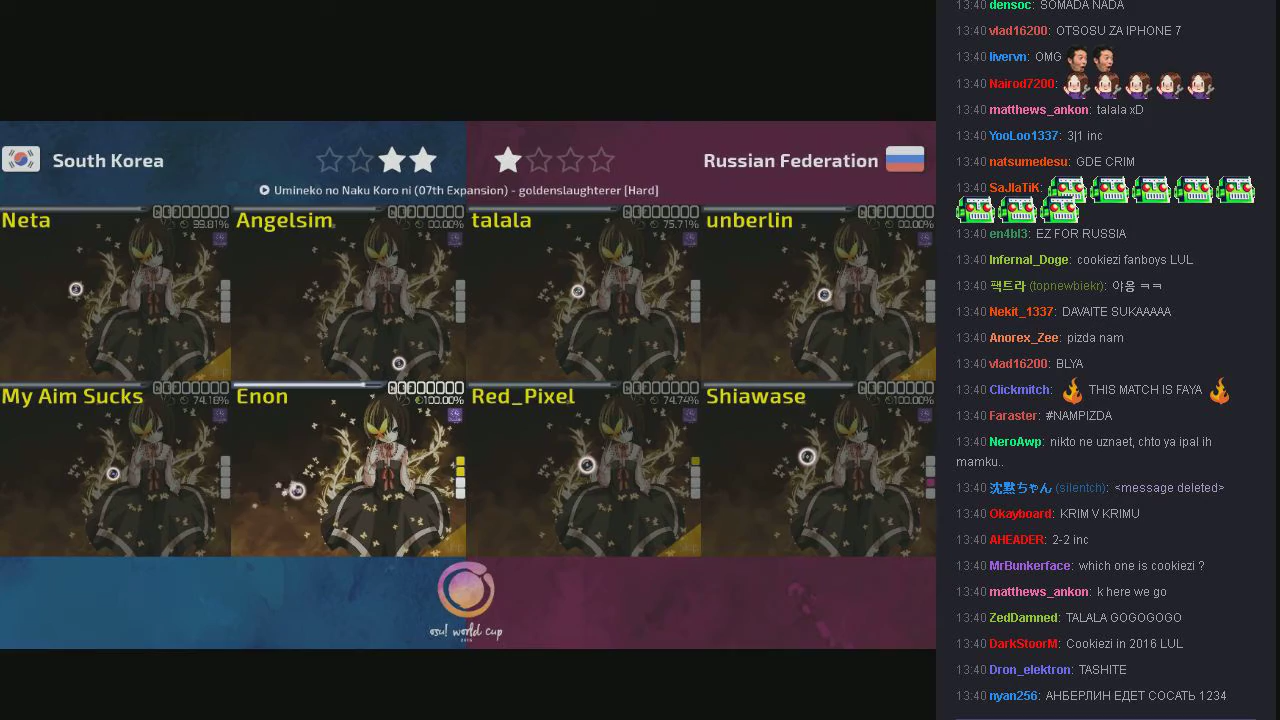 South Korea
Russian Federation
Umineko no Naku Koro ni (07th Expansion) - goldenslaughterer [Hard]
Neta
00000000
99.81%
Angelsim
00000000
00.00%
talala
00000000
75.71%
unberlin
00000000
00.00%
My Aim Sucks
00000000
74.16%
Enon
00000000
100.00%
Red_Pixel
00000000
74.74%
Shiawase
00000000
100.00%
osu! world cup
13:40 densoc: SOMADA NADA
13:40 vlad16200: OTSOSU ZA IPHONE 7
13:40 livervn: OMG
13:40 Nairod7200:
13:40 matthews_ankon: talala xD
13:40 YooLoo1337: 3|1 inc
13:40 natsumedesu: GDE CRIM
13:40 SaJIaTiK:
13:40 en4bl3: EZ FOR RUSSIA
13:40 Infernal_Doge: cookiezi fanboys LUL
13:40 팩트라 (topnewbiekr): 아웅 ㅋㅋ
13:40 Nekit_1337: DAVAITE SUKAAAAA
13:40 Anorex_Zee: pizda nam
13:40 vlad16200: BLYA
13:40 Clickmitch: THIS MATCH IS FAYA
13:40 Faraster: #NAMPIZDA
13:40 NeroAwp: nikto ne uznaet, chto ya ipal ih
mamku..
13:40 沈黙ちゃん (silentch): <message deleted>
13:40 Okayboard: KRIM V KRIMU
13:40 AHEADER: 2-2 inc
13:40 MrBunkerface: which one is cookiezi ?
13:40 matthews_ankon: k here we go
13:40 ZedDamned: TALALA GOGOGOGO
13:40 DarkStoorM: Cookiezi in 2016 LUL
13:40 Dron_elektron: TASHITE
13:40 nyan256: АНБЕРЛИН ЕДЕТ СОСАТЬ 1234